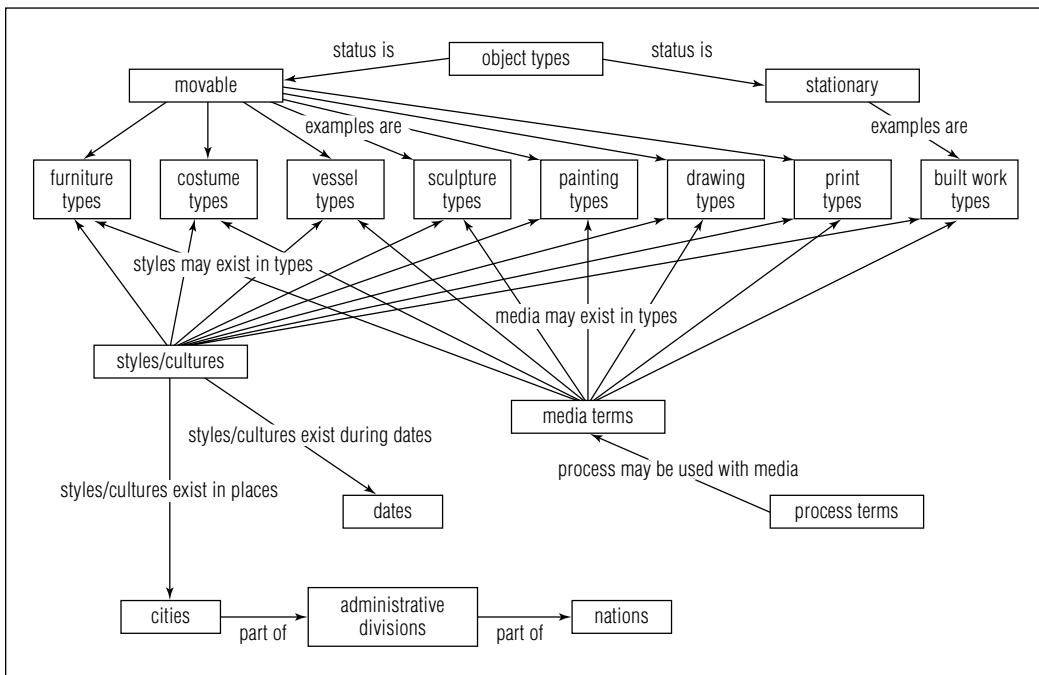 status is
object types
status is
movable
stationary
examples are
examples are
furniture
types
costume
types
vessel
types
sculpture
types
painting
types
drawing
types
print
types
built work
types
styles may exist in types
media may exist in types
styles/cultures
media terms
styles/cultures exist during dates
process may be used with media
styles/cultures exist in places
dates
process terms
cities
part of
administrative
divisions
part of
nations